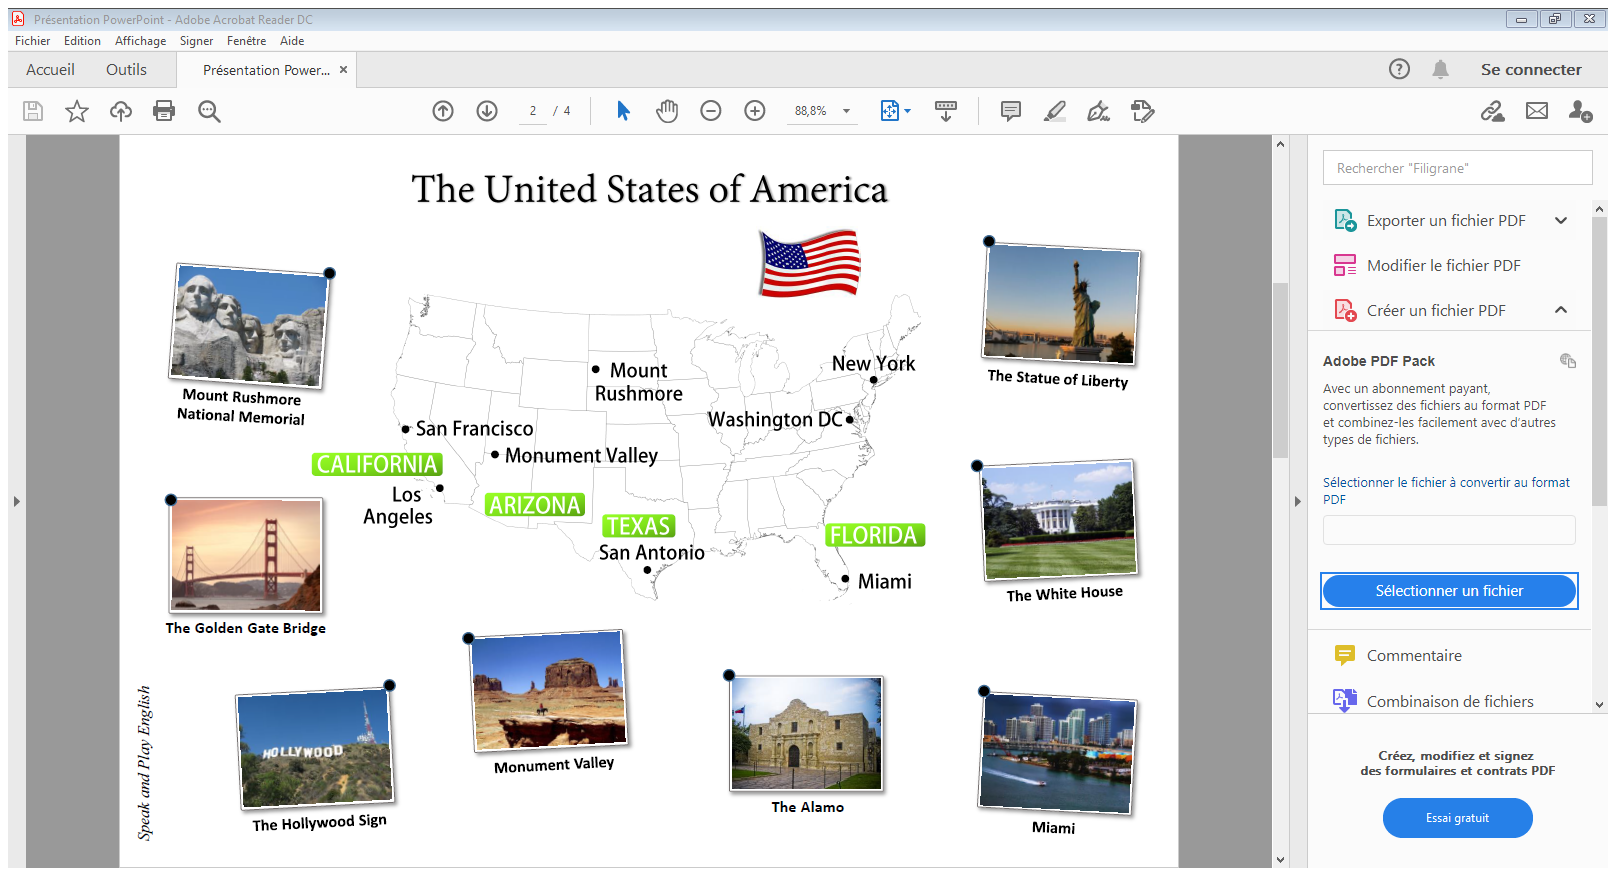 Présentation PowerPoint - Adobe Acrobat Reader DC
Fichier Edition Affichage Signer Fenêtre Aide
Accueil Outils Présentation Power... × Se connecter
2 / 4 88,8%
The United States of America
Mount Rushmore
National Memorial
The Statue of Liberty
New York
Mount
Rushmore
Washington DC
San Francisco
Monument Valley
CALIFORNIA
Los
Angeles
ARIZONA
TEXAS
San Antonio
FLORIDA
Miami
The Golden Gate Bridge
The White House
HOLLYWOOD
The Hollywood Sign
Monument Valley
The Alamo
Miami
Speak and Play English
Rechercher "Filigrane"
Exporter un fichier PDF
Modifier le fichier PDF
Créer un fichier PDF
Adobe PDF Pack
Avec un abonnement payant,
convertissez des fichiers au format PDF
et combinez-les facilement avec d'autres
types de fichiers.
Sélectionner le fichier à convertir au format
PDF
Sélectionner un fichier
Commentaire
Combinaison de fichiers
Créez, modifiez et signez
des formulaires et contrats PDF
Essai gratuit